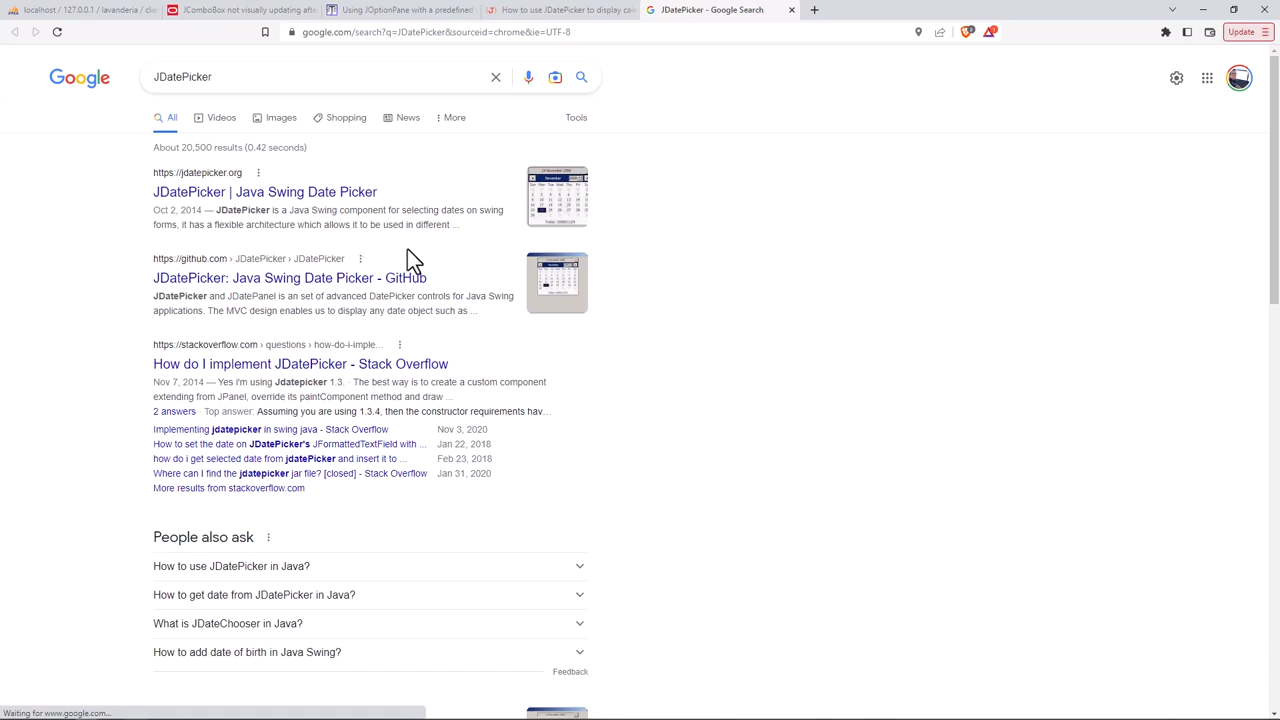 localhost / 127.0.0.1 / lavanderia / clie
JComboBox not visually updating afte
Using JOptionPane with a predefined
How to use JDatePicker to display cale
JDatePicker - Google Search
google.com/search?q=JDatePicker&sourceid=chrome&ie=UTF-8
Update
Google
JDatePicker
All
Videos
Images
Shopping
News
More
Tools
About 20,500 results (0.42 seconds)
https://jdatepicker.org
JDatePicker | Java Swing Date Picker
Oct 2, 2014 — JDatePicker is a Java Swing component for selecting dates on swing
forms, it has a flexible architecture which allows it to be used in different ...
https://github.com › JDatePicker › JDatePicker
JDatePicker: Java Swing Date Picker - GitHub
JDatePicker and JDatePanel is an set of advanced DatePicker controls for Java Swing
applications. The MVC design enables us to display any date object such as ...
https://stackoverflow.com › questions › how-do-i-imple...
How do I implement JDatePicker - Stack Overflow
Nov 7, 2014 — Yes I'm using Jdatepicker 1.3. · The best way is to create a custom component
extending from JPanel, override its paintComponent method and draw ...
2 answers · Top answer: Assuming you are using 1.3.4, then the constructor requirements hav...
Implementing jdatepicker in swing java - Stack Overflow Nov 3, 2020
How to set the date on JDatePicker's JFormattedTextField with ... Jan 22, 2018
how do i get selected date from jdatePicker and insert it to ... Feb 23, 2018
Where can I find the jdatepicker jar file? [closed] - Stack Overflow Jan 31, 2020
More results from stackoverflow.com
People also ask
How to use JDatePicker in Java?
How to get date from JDatePicker in Java?
What is JDateChooser in Java?
How to add date of birth in Java Swing?
Feedback
Waiting for www.google.com...